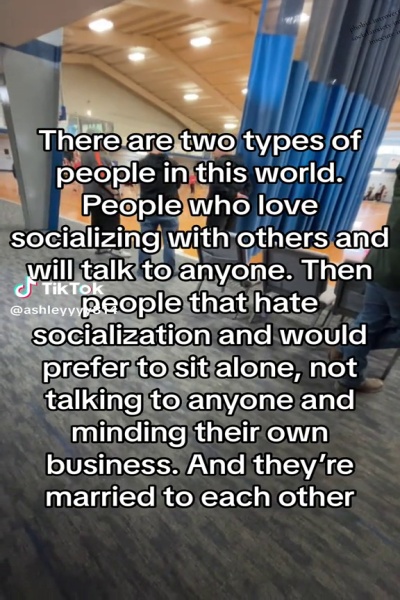 There are two types of
people in this world.
People who love
socializing with others and
will talk to anyone. Then
TikTok
people that hate
socialization and would
prefer to sit alone, not
talking to anyone and
minding their own
business. And they're
married to each other